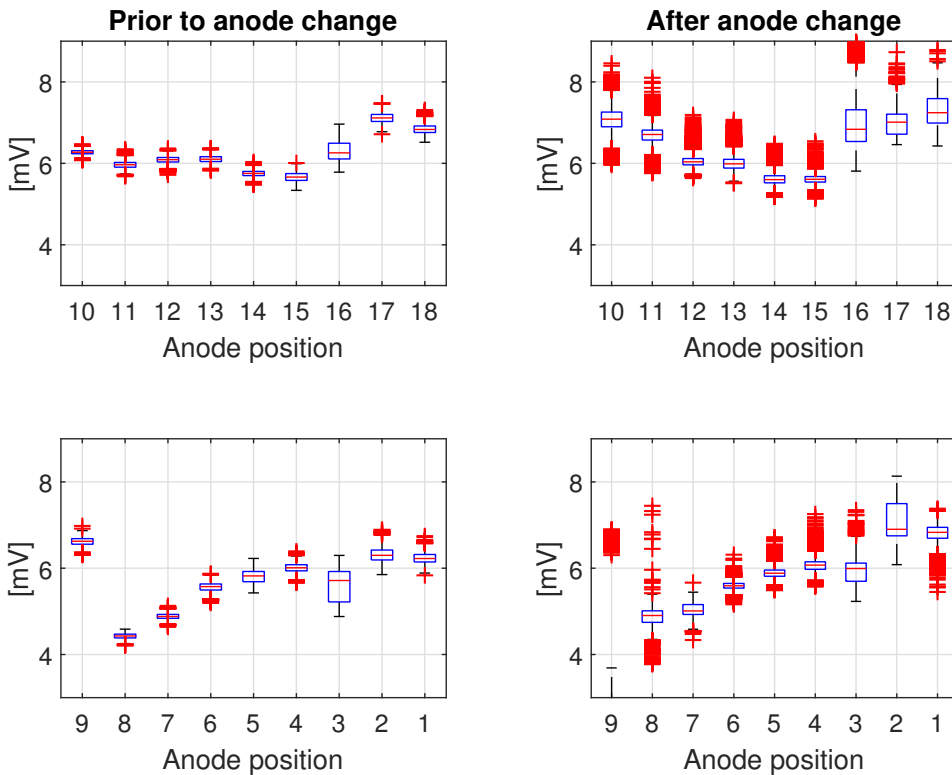 Prior to anode change
After anode change
[mV]
8
6
4
10 11 12 13 14 15 16 17 18
Anode position
[mV]
8
6
4
10 11 12 13 14 15 16 17 18
Anode position
[mV]
8
6
4
9 8 7 6 5 4 3 2 1
Anode position
[mV]
8
6
4
9 8 7 6 5 4 3 2 1
Anode position